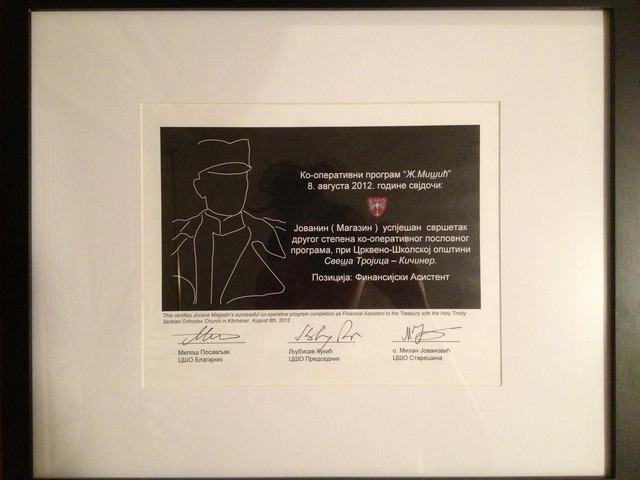 Ко-оперативни програм “Ж.Мишић”
8. августа 2012. године свјдочи:
Јованин ( Магазин ) успјешан свршетак
другог степена ко-оперативног пословног
програма, при Црквено-Школској општини
Света Тројица – Кичинер.
Позиција: Финансијски Асистент
This certifies Jovana Magazin's successful co-operative program completion as Financial Assistant to the Treasury with the Holy Trinity
Serbian Orthodox Church in Kitchener. August 8th, 2012
Милош Посављак
ЦШО Благајник
Љубисав Ჟукић
ЦШО Председник
о. Милан Јовановић
ЦШО Старешина